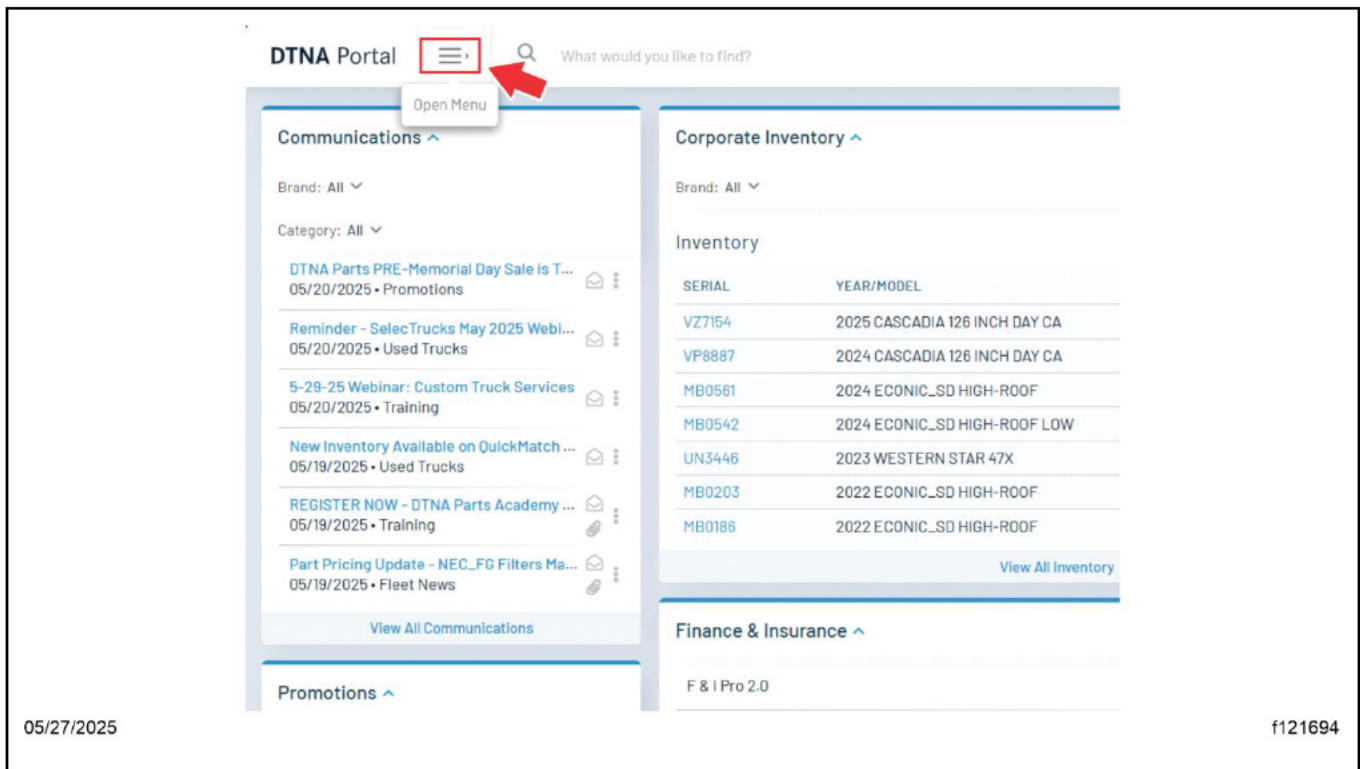 DTNA Portal
What would you like to find?
Open Menu
Communications
Brand: All
Category: All
DTNA Parts PRE-Memorial Day Sale is T...
05/20/2025 • Promotions
Reminder - SelecTrucks May 2025 Webi...
05/20/2025 • Used Trucks
5-29-25 Webinar: Custom Truck Services
05/20/2025 • Training
New Inventory Available on QuickMatch ...
05/19/2025 • Used Trucks
REGISTER NOW - DTNA Parts Academy ...
05/19/2025 • Training
Part Pricing Update - NEC_FG Filters Ma...
05/19/2025 • Fleet News
View All Communications
Promotions
Corporate Inventory
Brand: All
Inventory
SERIAL YEAR/MODEL
VZ7154 2025 CASCADIA 126 INCH DAY CA
VP8887 2024 CASCADIA 126 INCH DAY CA
MB0561 2024 ECONIC_SD HIGH-ROOF
MB0542 2024 ECONIC_SD HIGH-ROOF LOW
UN3446 2023 WESTERN STAR 47X
MB0203 2022 ECONIC_SD HIGH-ROOF
MB0186 2022 ECONIC_SD HIGH-ROOF
View All Inventory
Finance & Insurance
F & I Pro 2.0
05/27/2025
f121694